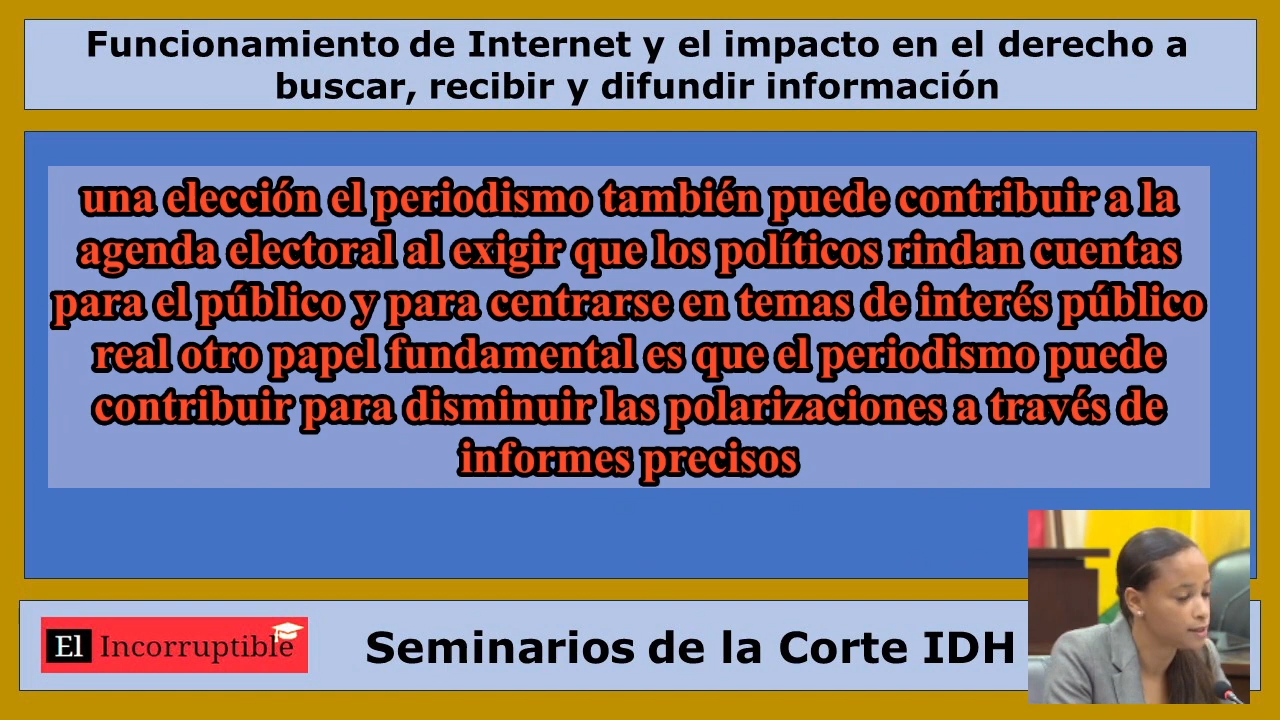 Funcionamiento de Internet y el impacto en el derecho a
buscar, recibir y difundir información
una elección el periodismo también puede contribuir a la
agenda electoral al exigir que los políticos rindan cuentas
para el público y para centrarse en temas de interés público
real otro papel fundamental es que el periodismo puede
contribuir para disminuir las polarizaciones a través de
informes precisos
El Incorruptible
Seminarios de la Corte IDH